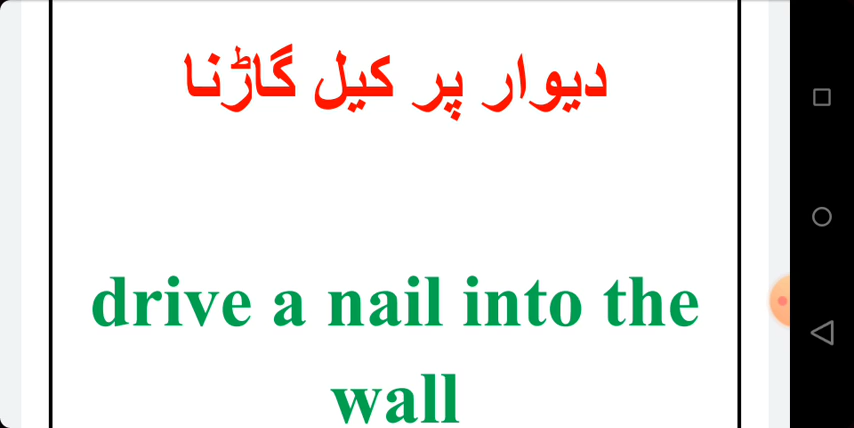 دیوار پر کیل گاڑنا
drive a nail into the
wall